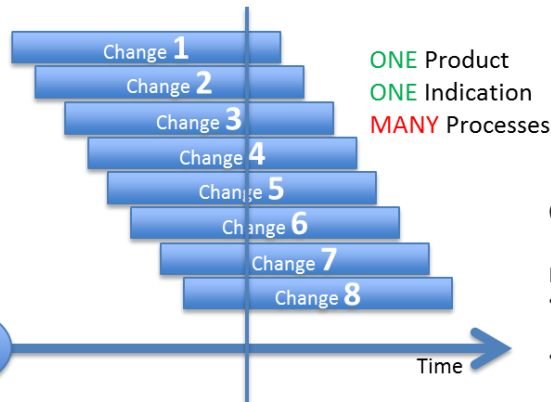 Change 1
Change 2
Change 3
Change 4
Change 5
Change 6
Change 7
Change 8
ONE Product
ONE Indication
MANY Processes
Time